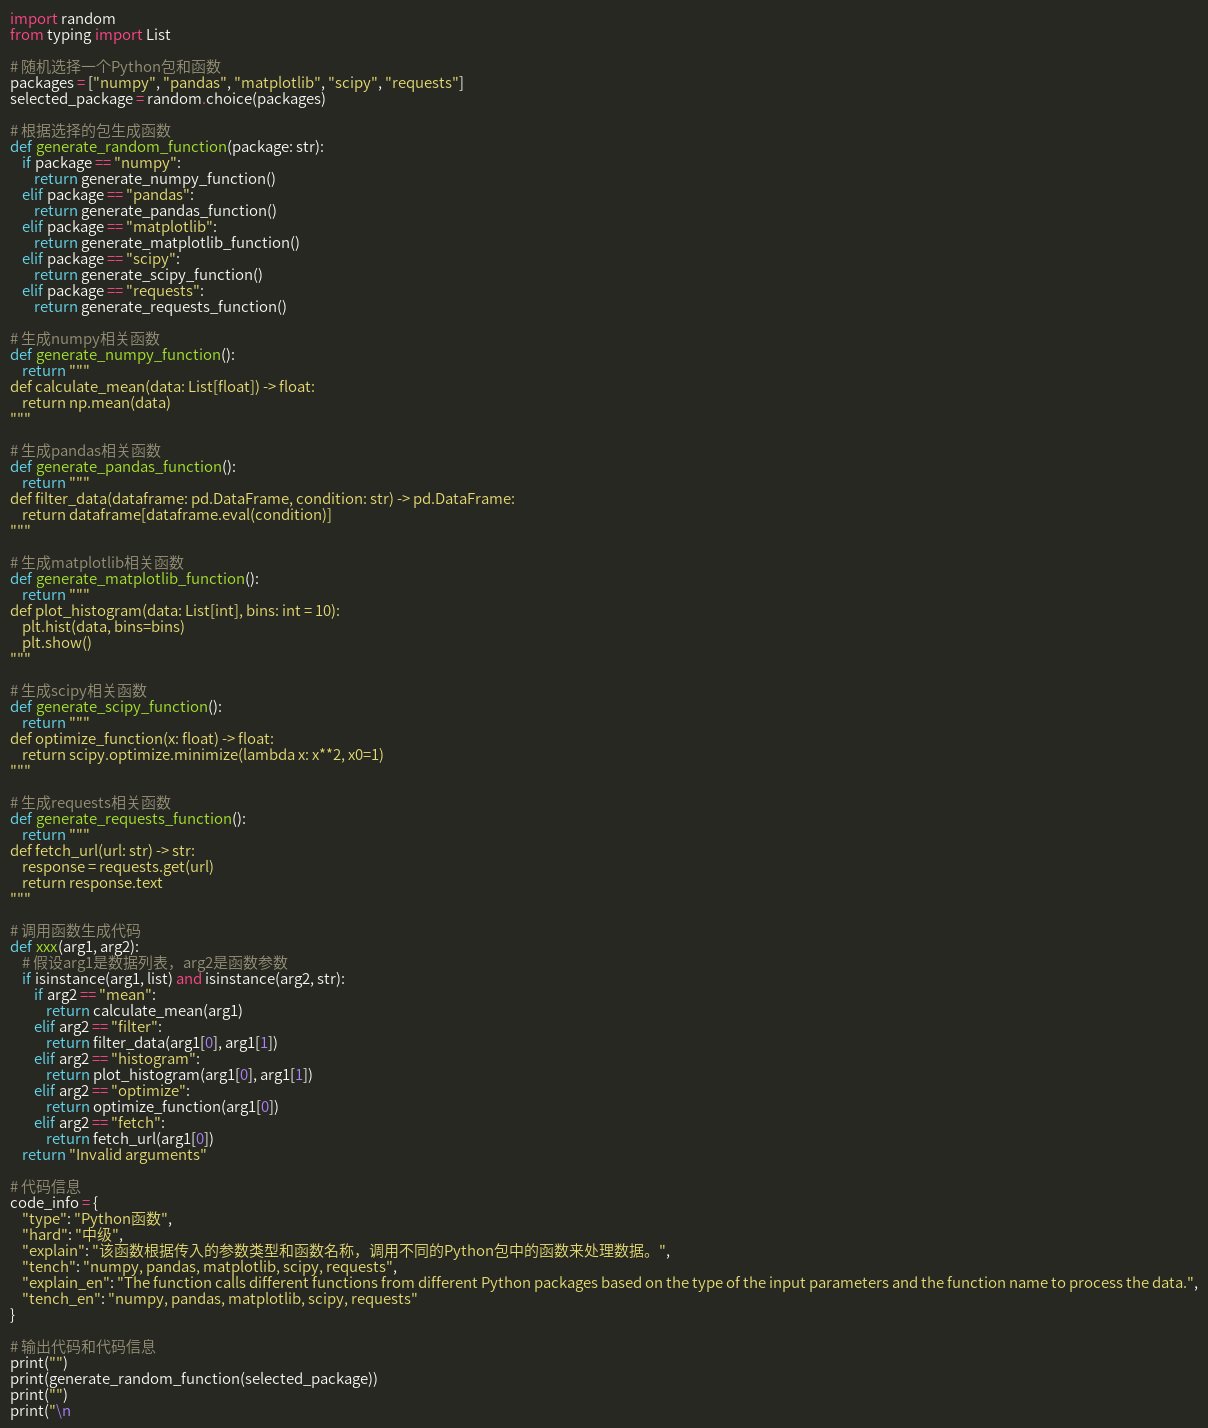 import random
from typing import List

# 随机选择一个Python包和函数
packages = ["numpy", "pandas", "matplotlib", "scipy", "requests"]
selected_package = random.choice(packages)

# 根据选择的包生成函数
def generate_random_function(package: str):
    if package == "numpy":
        return generate_numpy_function()
    elif package == "pandas":
        return generate_pandas_function()
    elif package == "matplotlib":
        return generate_matplotlib_function()
    elif package == "scipy":
        return generate_scipy_function()
    elif package == "requests":
        return generate_requests_function()

# 生成numpy相关函数
def generate_numpy_function():
    return """
def calculate_mean(data: List[float]) -> float:
    return np.mean(data)
"""

# 生成pandas相关函数
def generate_pandas_function():
    return """
def filter_data(dataframe: pd.DataFrame, condition: str) -> pd.DataFrame:
    return dataframe[dataframe.eval(condition)]
"""

# 生成matplotlib相关函数
def generate_matplotlib_function():
    return """
def plot_histogram(data: List[int], bins: int = 10):
    plt.hist(data, bins=bins)
    plt.show()
"""

# 生成scipy相关函数
def generate_scipy_function():
    return """
def optimize_function(x: float) -> float:
    return scipy.optimize.minimize(lambda x: x**2, x0=1)
"""

# 生成requests相关函数
def generate_requests_function():
    return """
def fetch_url(url: str) -> str:
    response = requests.get(url)
    return response.text
"""

# 调用函数生成代码
def xxx(arg1, arg2):
    # 假设arg1是数据列表，arg2是函数参数
    if isinstance(arg1, list) and isinstance(arg2, str):
        if arg2 == "mean":
            return calculate_mean(arg1)
        elif arg2 == "filter":
            return filter_data(arg1[0], arg1[1])
        elif arg2 == "histogram":
            return plot_histogram(arg1[0], arg1[1])
        elif arg2 == "optimize":
            return optimize_function(arg1[0])
        elif arg2 == "fetch":
            return fetch_url(arg1[0])
    return "Invalid arguments"

# 代码信息
code_info = {
    "type": "Python函数",
    "hard": "中级",
    "explain": "该函数根据传入的参数类型和函数名称，调用不同的Python包中的函数来处理数据。",
    "tench": "numpy, pandas, matplotlib, scipy, requests",
    "explain_en": "The function calls different functions from different Python packages based on the type of the input parameters and the function name to process the data.",
    "tench_en": "numpy, pandas, matplotlib, scipy, requests"
}

# 输出代码和代码信息
print("")
print(generate_random_function(selected_package))
print("")
print("\n